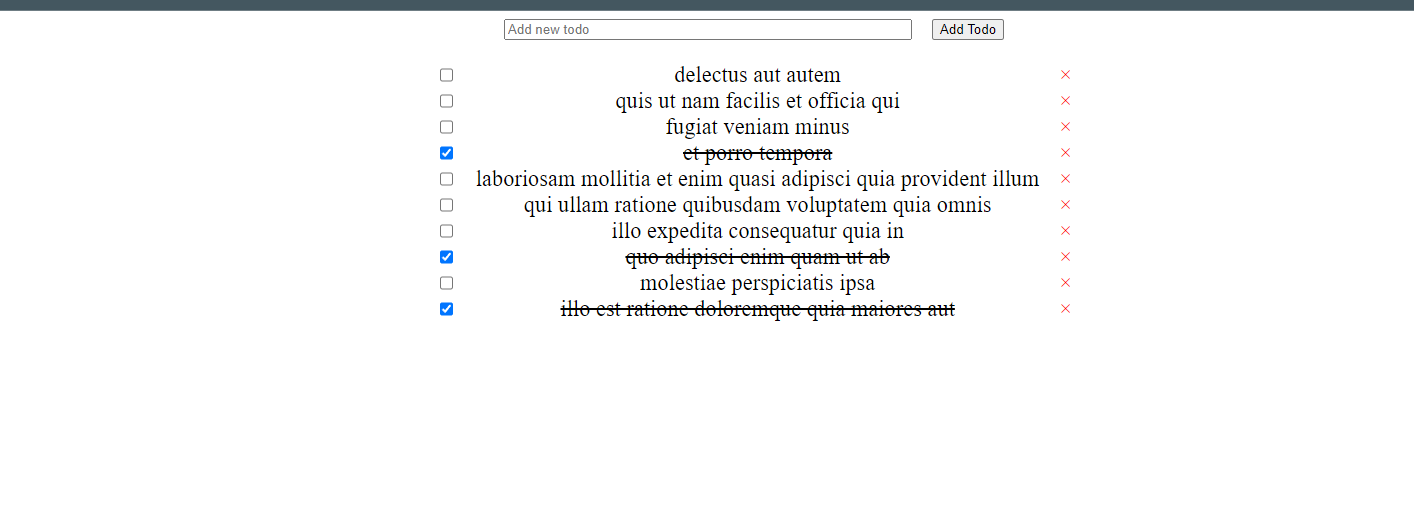 Add new todo Add Todo
delectus aut autem
quis ut nam facilis et officia qui
fugiat veniam minus
et porro tempora
laboriosam mollitia et enim quasi adipisci quia provident illum
qui ullam ratione quibusdam voluptatem quia omnis
illo expedita consequatur quia in
quo adipisci enim quam ut ab
molestiae perspiciatis ipsa
illo est ratione doloremque quia maiores aut